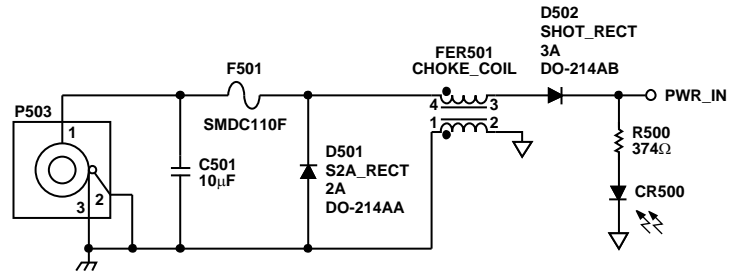 D502
SHOT_RECT
3A
DO-214AB
FER501
CHOKE_COIL
F501
SMDC110F
4 3
1 2
PWR_IN
P503
1
2
3
C501
10μF
D501
S2A_RECT
2A
DO-214AA
R500
374Ω
CR500